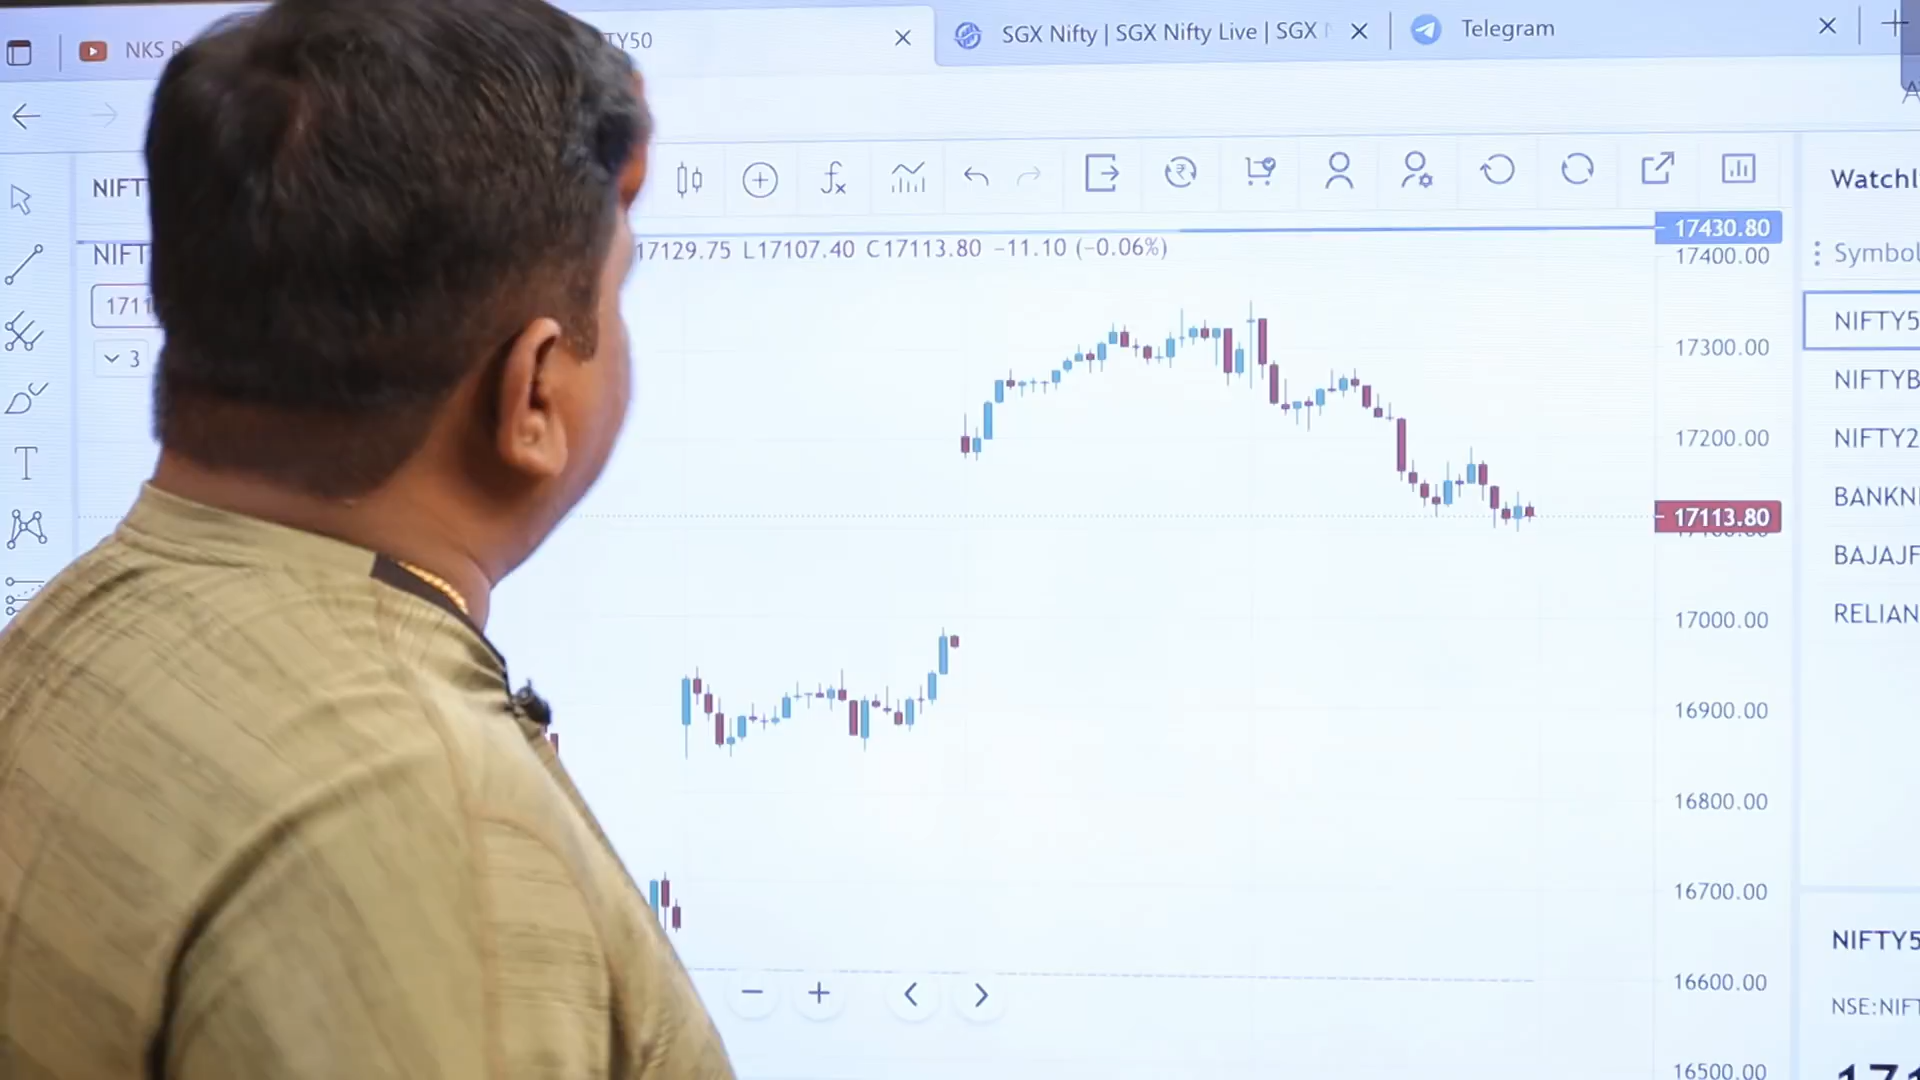 NKS
TY50
SGX Nifty | SGX Nifty Live | SGX
Telegram
NIFT
Watchl
17430.80
NIFT
17129.75 L17107.40 C17113.80 −11.10 (−0.06%)
17400.00
Symbol
1711
NIFTY5
17300.00
3
NIFTYB
17200.00
NIFTY2
BANKN
17113.80
BAJAJF
17000.00
RELIAN
16900.00
16800.00
16700.00
NIFTY5
16600.00
NSE:NIFT
16500.00
171